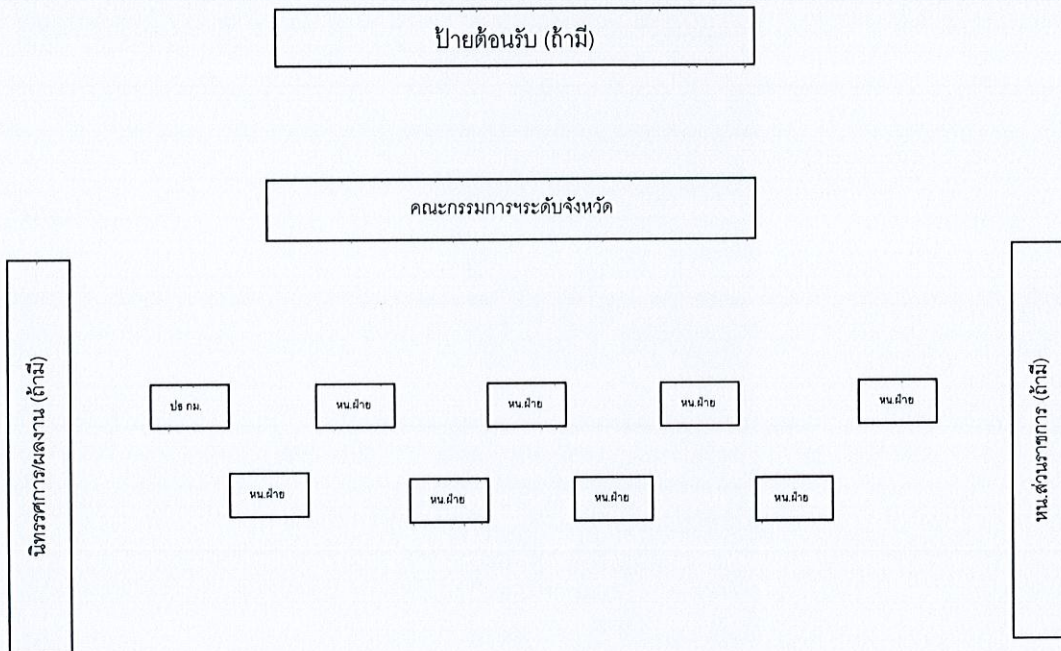 ป้ายต้อนรับ (ถ้ามี)
คณะกรรมการฯระดับจังหวัด
นิทรรศการ/ผลงาน (ถ้ามี)
ปธ กม.
หน.ฝ่าย
หน.ฝ่าย
หน.ฝ่าย
หน.ฝ่าย
หน.ส่วนราชการ (ถ้ามี)
หน.ฝ่าย
หน.ฝ่าย
หน.ฝ่าย
หน.ฝ่าย